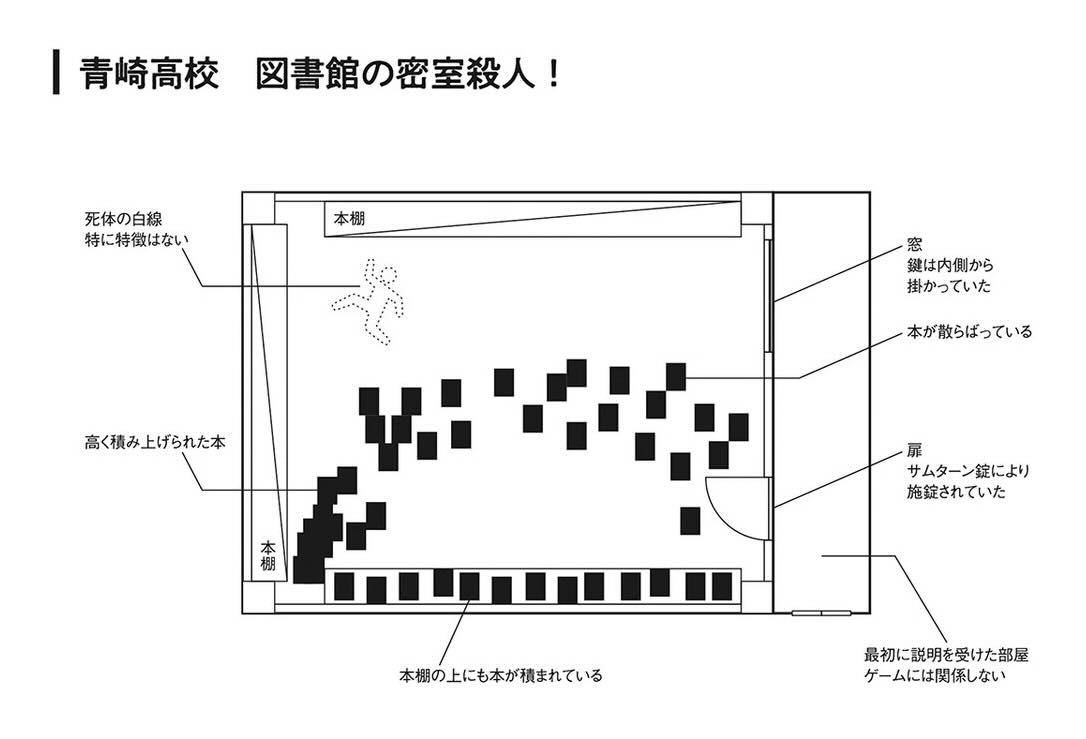 青崎高校　図書館の密室殺人！
死体の白線
特に特徴はない
本棚
窓
鍵は内側から
掛かっていた
本が散らばっている
高く積み上げられた本
扉
サムターン錠により
施錠されていた
本棚
最初に説明を受けた部屋
ゲームには関係しない
本棚の上にも本が積まれている